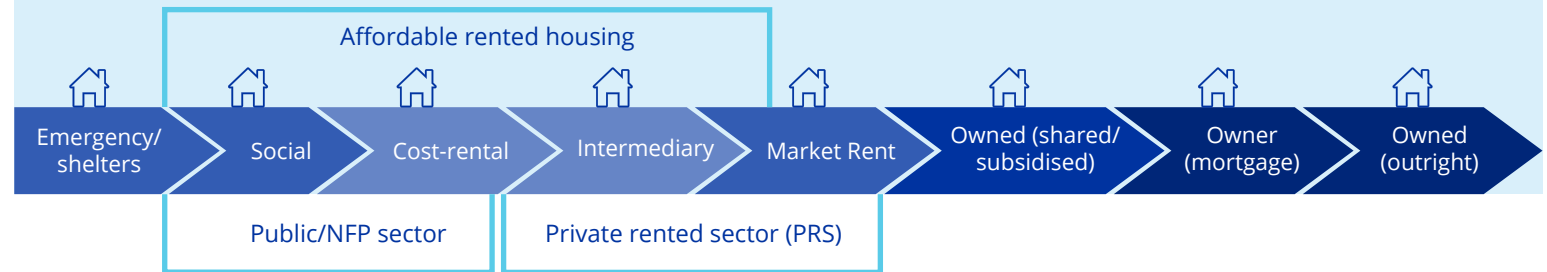 Affordable rented housing
Emergency/
shelters
Social
Cost-rental
Intermediary
Market Rent
Owned (shared/
subsidised)
Owner
(mortgage)
Owned
(outright)
Public/NFP sector
Private rented sector (PRS)